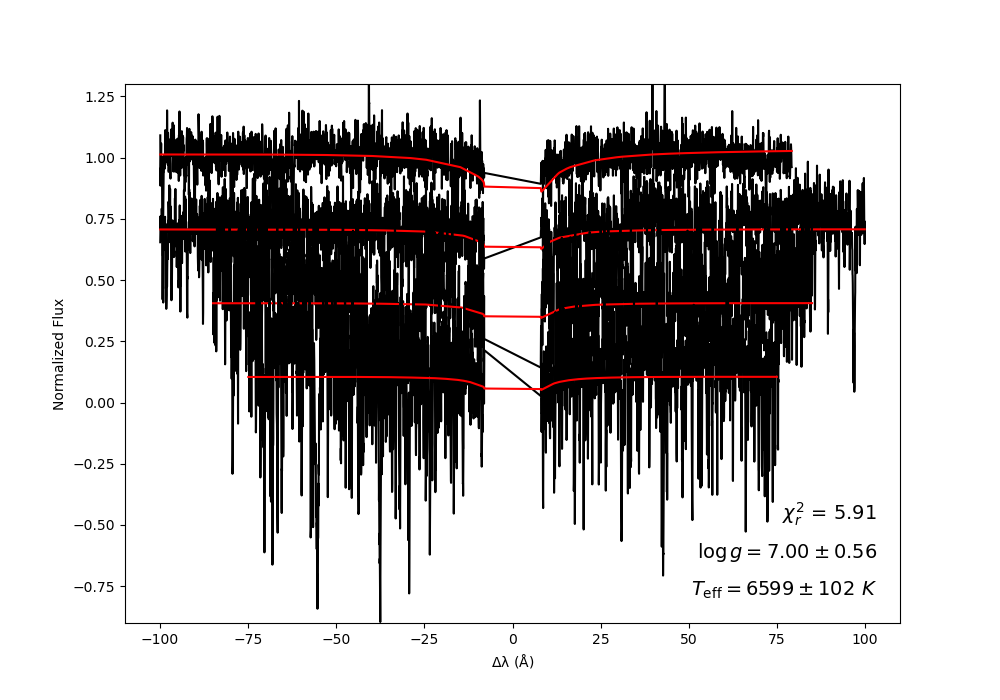 1.25
1.00
0.75
0.50
0.25
0.00
−0.25
−0.50
−0.75
Normalized Flux
χ²ᵣ = 5.91
log g = 7.00 ± 0.56
T_eff = 6599 ± 102 K
−100 −75 −50 −25 0 25 50 75 100
Δλ (Å)